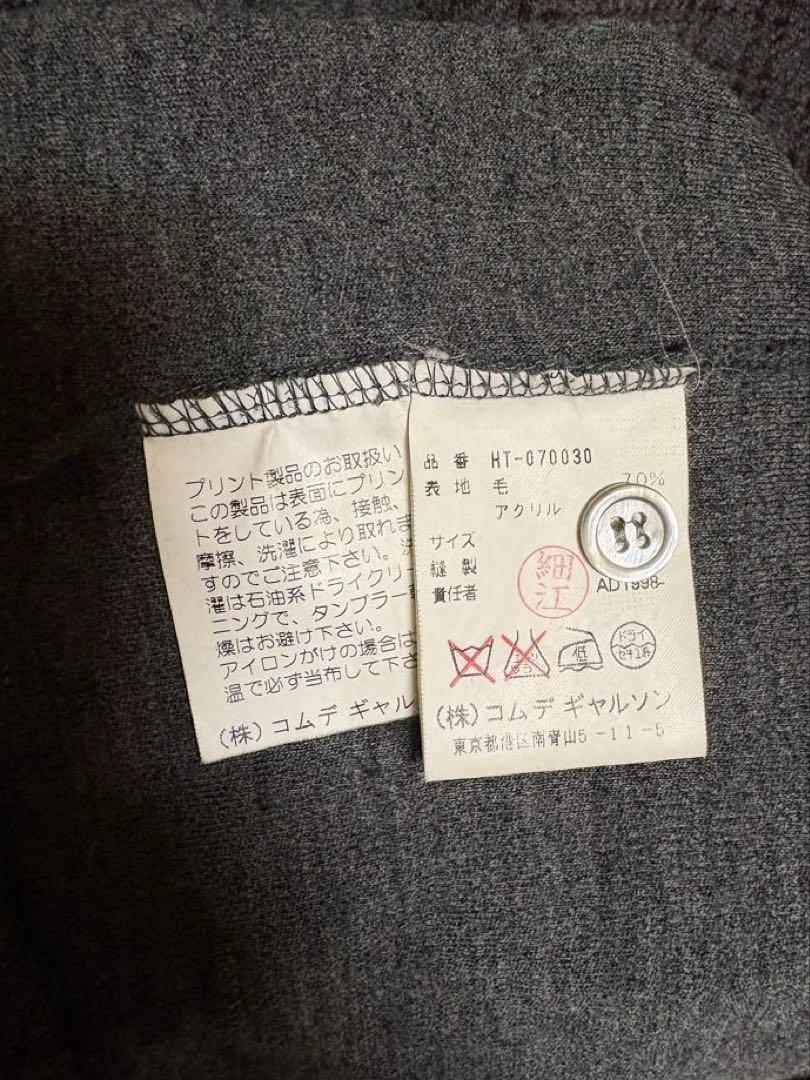 プリント製品のお取扱い
この製品は表面にプリン
トをしている為、接触、
摩擦、洗濯により取れま
すのでご注意下さい。洗
濯は石油系ドライクリー
ニングで、タンブラー乾
燥はお避け下さい。
アイロンがけの場合は
温で必ず当布して下さ
(株)コムデ ギャル
品 番 HT-070030
表 地 毛 70%
アクリル
サイズ
縫 製
責任者
細江
AD1998-
低
ドライ
セキユ系
(株)コムデ ギャルソン
東京都港区南青山5-11-5